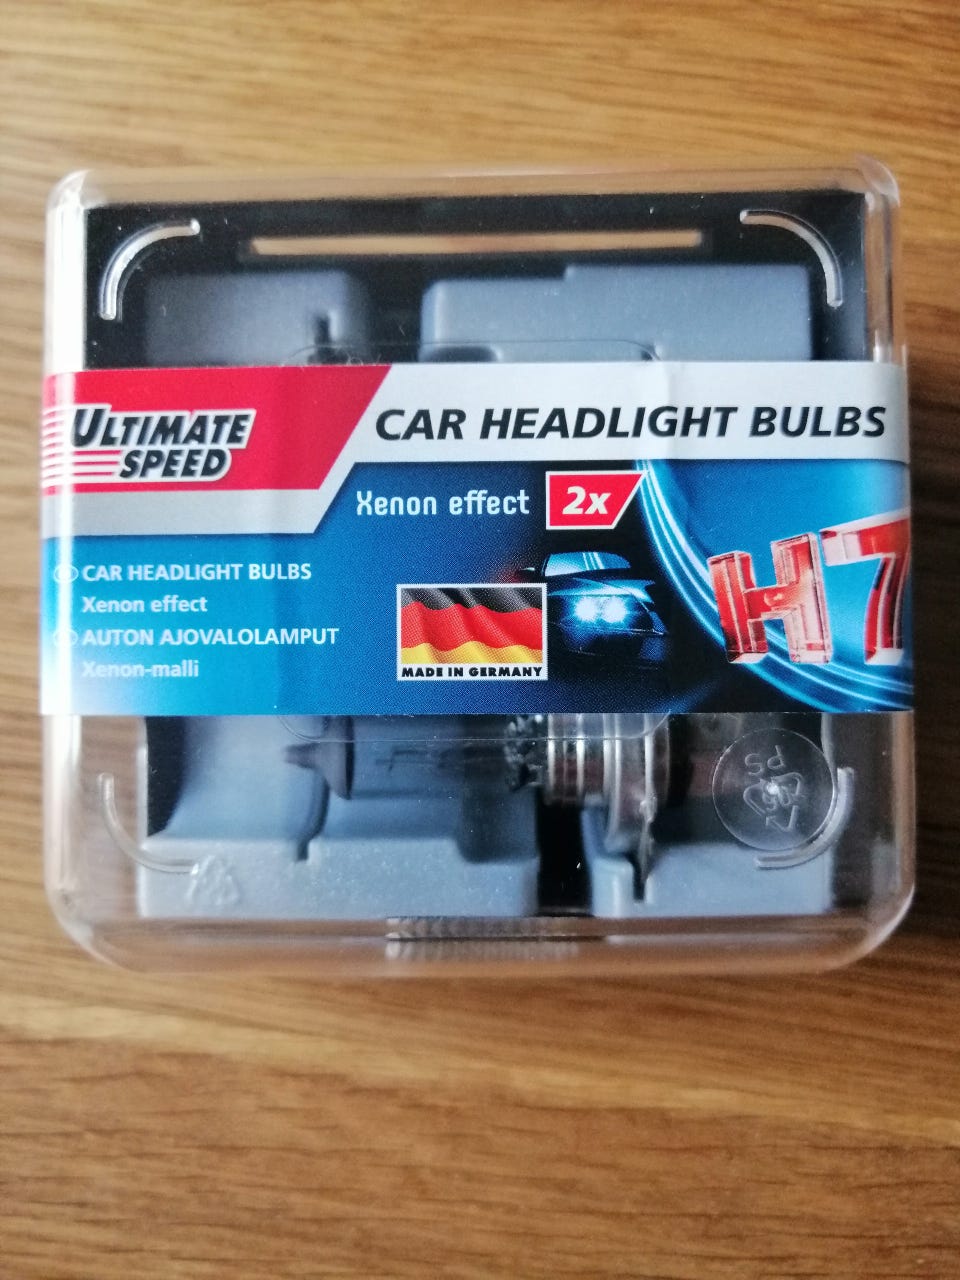 ULTIMATE
SPEED
CAR HEADLIGHT BULBS
Xenon effect 2x
H7
CAR HEADLIGHT BULBS
Xenon effect
AUTON AJOVALOLAMPUT
Xenon-malli
MADE IN GERMANY
PS